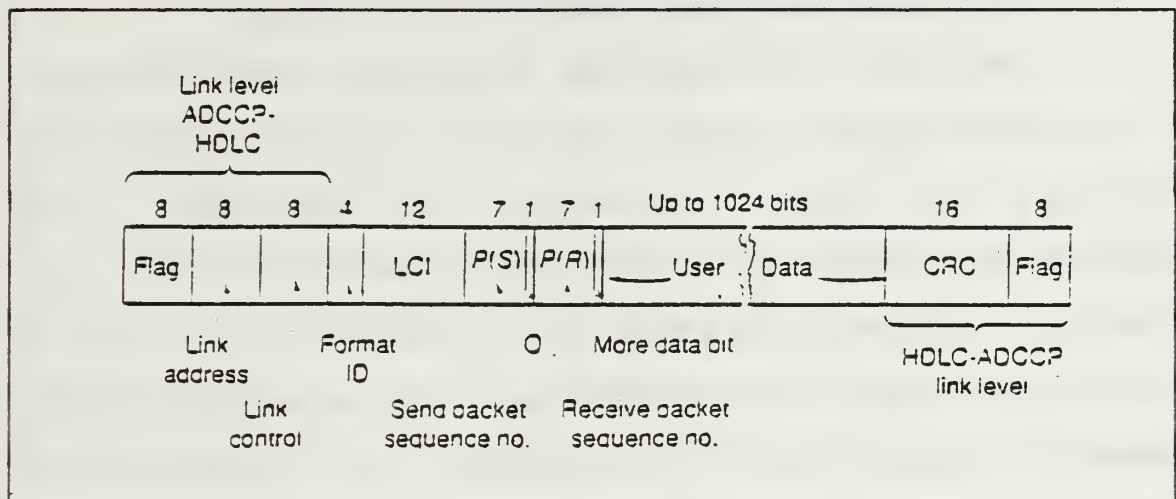 Link level
ADCCP-
HDLC
8 8 8 4 12 7 1 7 1 Up to 1024 bits 16 8
Flag LCI P(S) P(R) User Data CRC Flag
Link address
Format ID
0
More data bit
HDLC-ADCCP
link level
Link control
Send packet
sequence no.
Receive packet
sequence no.